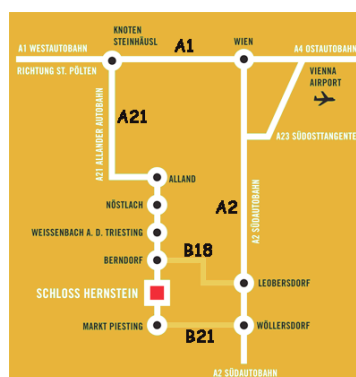 KNOTEN
STEINHÄUSL
WIEN
A1 WESTAUTOBAHN
A1
A4 OSTAUTOBAHN
RICHTUNG ST. PÖLTEN
VIENNA
AIRPORT
A21
A21 ALLANDER AUTOBAHN
A23 SÜDOSTTANGENTE
ALLAND
NÖSTLACH
A2
A2 SÜDAUTOBAHN
WEISSENBACH A. D. TRIESTING
B18
BERNDORF
LEOBERSDORF
SCHLOSS HERNSTEIN
MARKT PIESTING
B21
WÖLLERSDORF
A2 SÜDAUTOBAHN